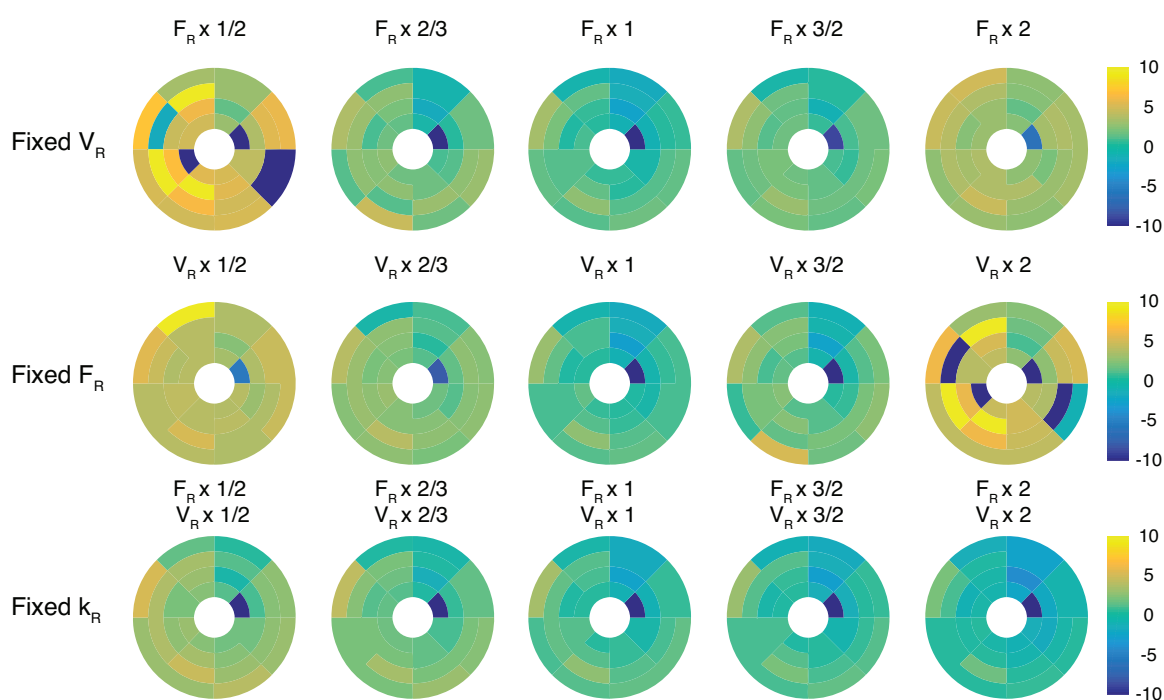 F_R x 1/2 F_R x 2/3 F_R x 1 F_R x 3/2 F_R x 2
Fixed V_R
10
5
0
-5
-10
V_R x 1/2 V_R x 2/3 V_R x 1 V_R x 3/2 V_R x 2
Fixed F_R
10
5
0
-5
-10
F_R x 1/2 F_R x 2/3 F_R x 1 F_R x 3/2 F_R x 2
V_R x 1/2 V_R x 2/3 V_R x 1 V_R x 3/2 V_R x 2
Fixed k_R
10
5
0
-5
-10